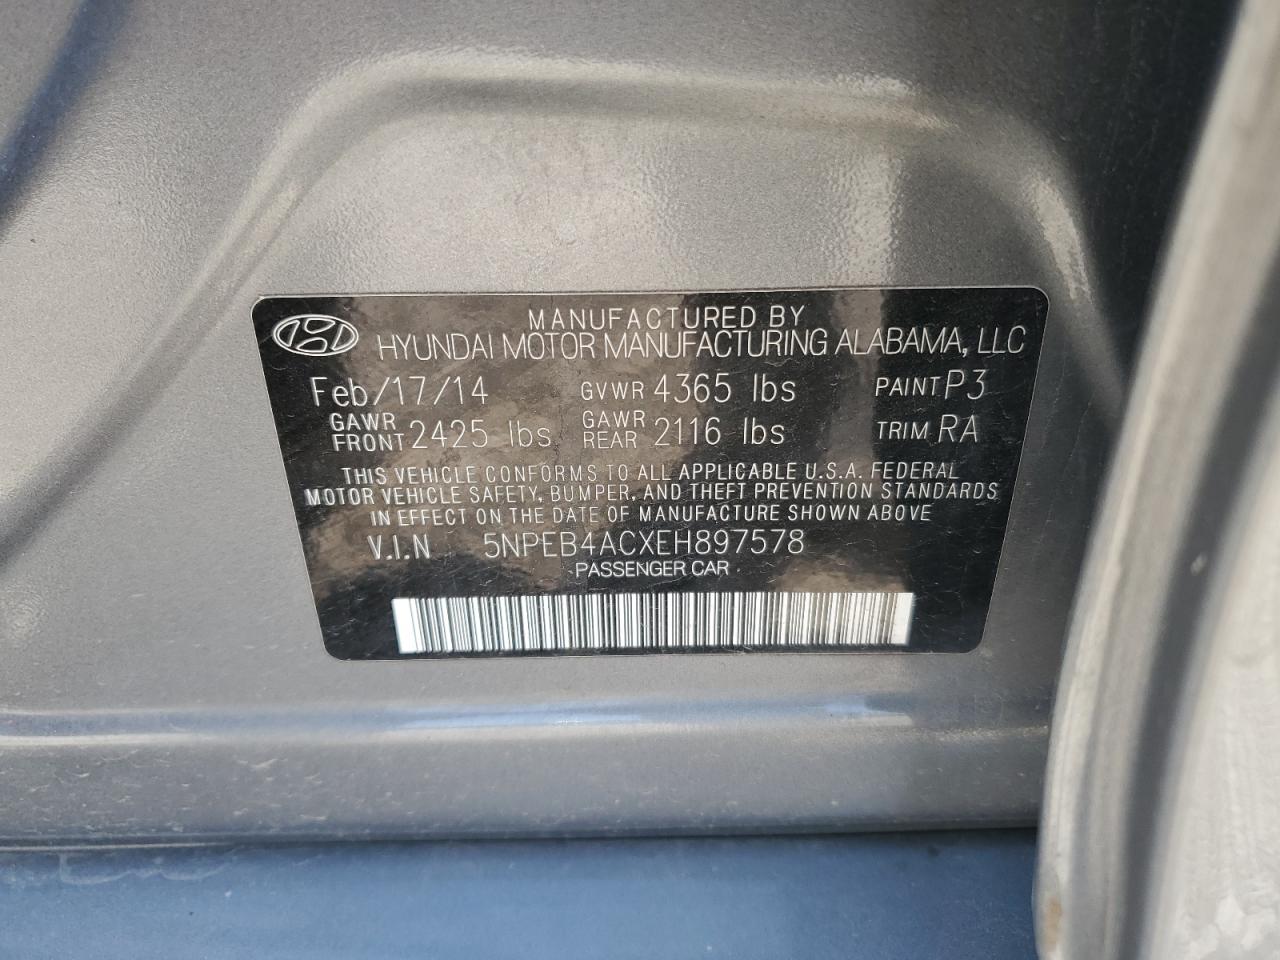 MANUFACTURED BY
HYUNDAI MOTOR MANUFACTURING ALABAMA, LLC
Feb/17/14 GVWR 4365 lbs PAINT P3
GAWR FRONT 2425 lbs GAWR REAR 2116 lbs TRIM RA
THIS VEHICLE CONFORMS TO ALL APPLICABLE U.S.A. FEDERAL
MOTOR VEHICLE SAFETY, BUMPER, AND THEFT PREVENTION STANDARDS
IN EFFECT ON THE DATE OF MANUFACTURE SHOWN ABOVE
V.I.N 5NPEB4ACXEH897578
PASSENGER CAR